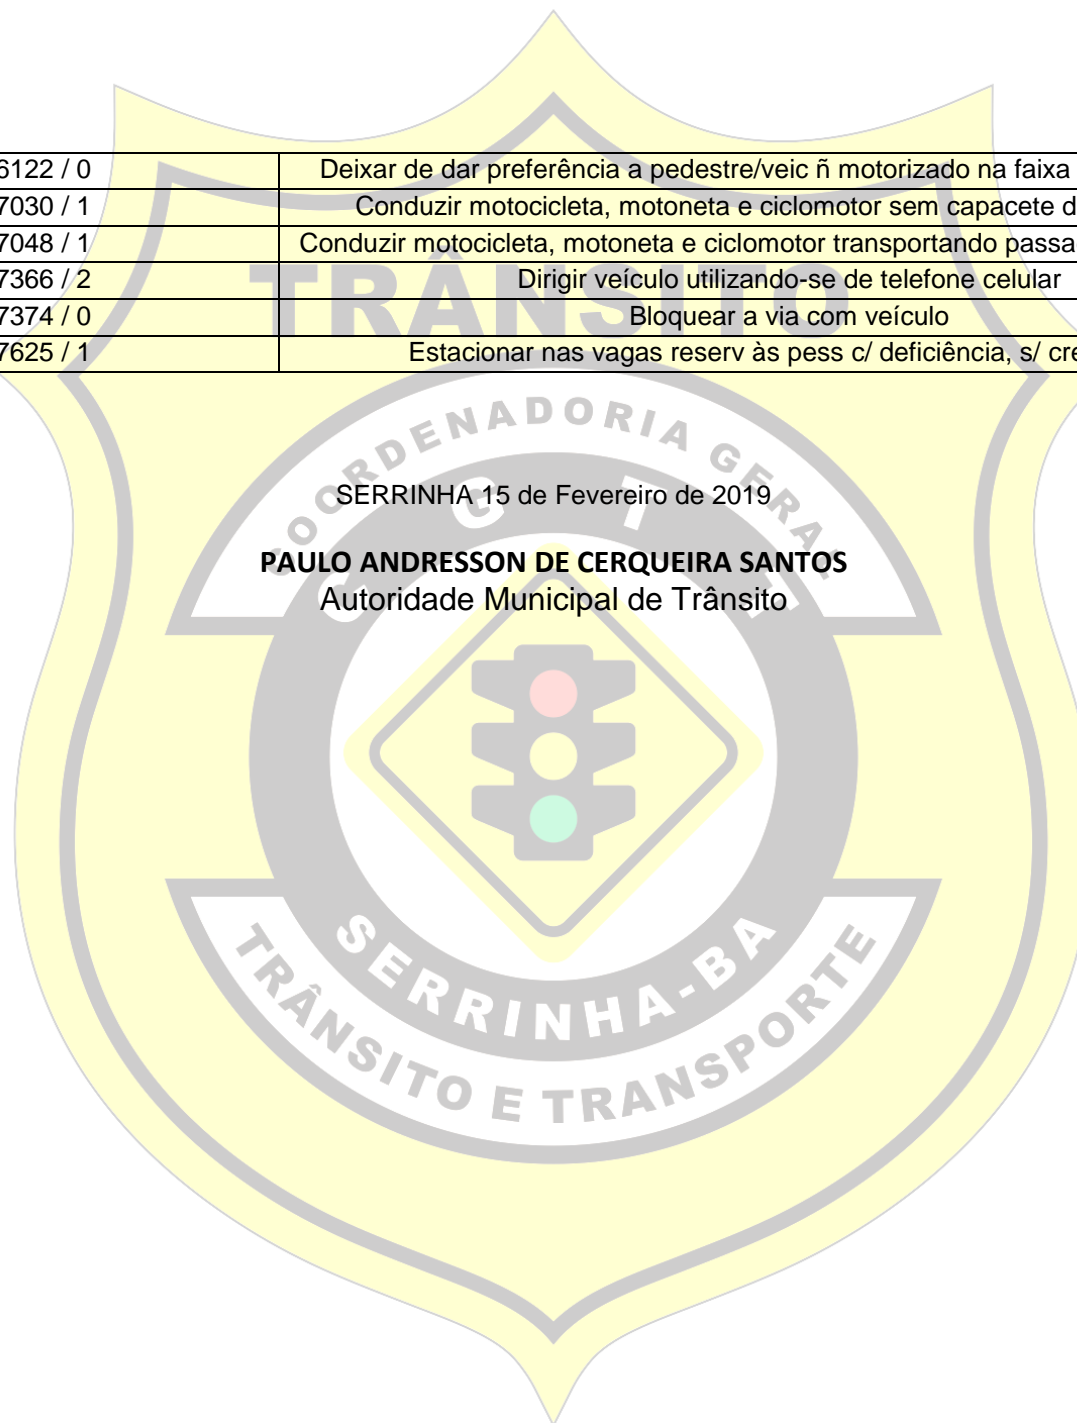 6122 / 0 Deixar de dar preferência a pedestre/veic ñ motorizado na faixa
7030 / 1 Conduzir motocicleta, motoneta e ciclomotor sem capacete d
7048 / 1 Conduzir motocicleta, motoneta e ciclomotor transportando passa
7366 / 2 Dirigir veículo utilizando-se de telefone celular
7374 / 0 Bloquear a via com veículo
7625 / 1 Estacionar nas vagas reserv às pess c/ deficiência, s/ cre
TRÂNSITO
COORDENADORIA GERAL
C G T T
SERRINHA 15 de Fevereiro de 2019
PAULO ANDRESSON DE CERQUEIRA SANTOS
Autoridade Municipal de Trânsito
SERRINHA-BA
TRÂNSITO E TRANSPORTE